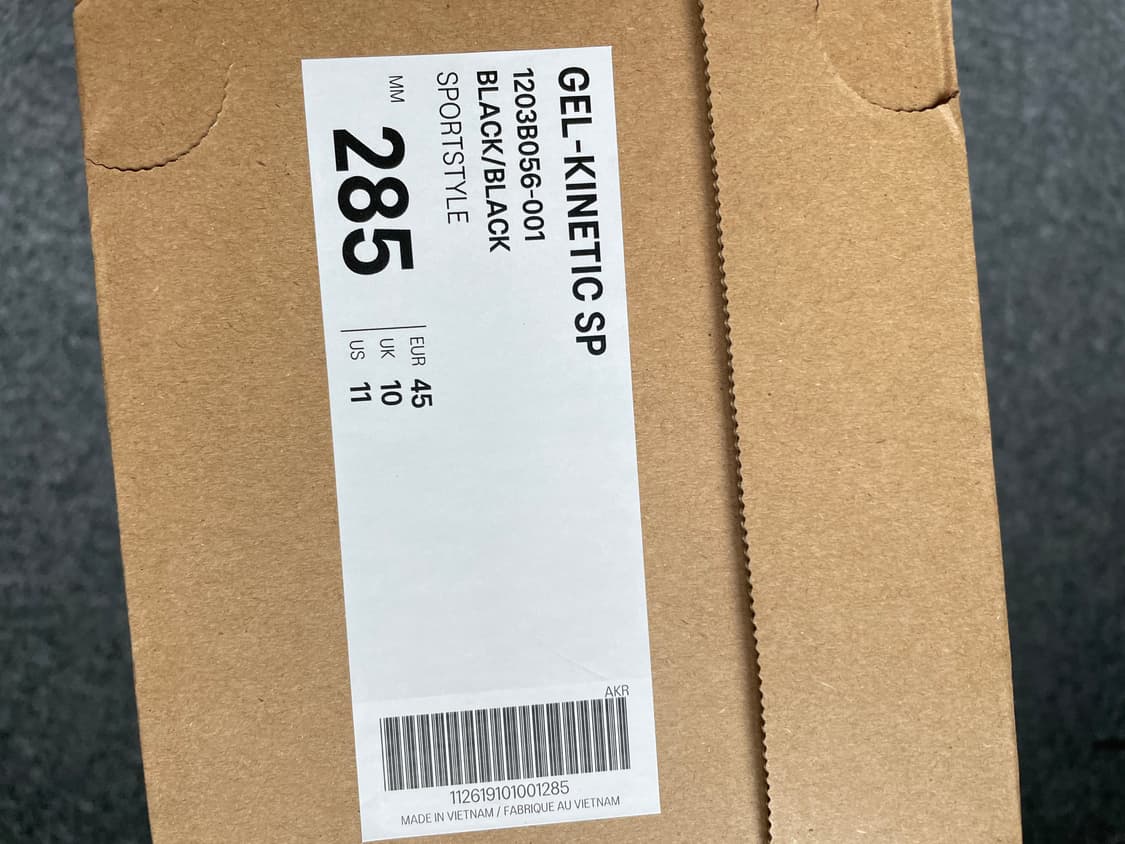 GEL-KINETIC SP
1203B056-001
BLACK/BLACK
SPORTSTYLE
MM 285
EUR 45
UK 10
US 11
AKR
112619101001285
MADE IN VIETNAM / FABRIQUE AU VIETNAM